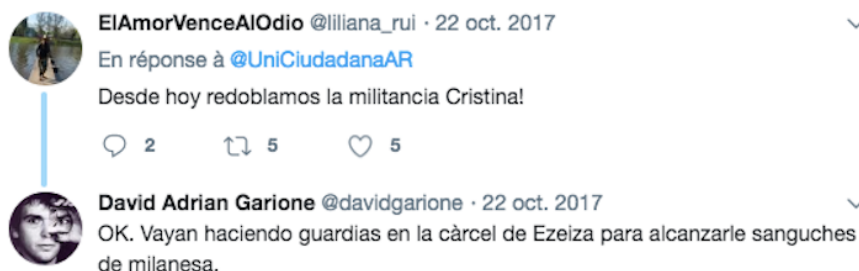 ElAmorVenceAlOdio @liliana_rui · 22 oct. 2017
En réponse à @UniCiudadanaAR
Desde hoy redoblamos la militancia Cristina!
2 5 5
David Adrian Garione @davidgarione · 22 oct. 2017
OK. Vayan haciendo guardias en la càrcel de Ezeiza para alcanzarle sanguches
de milanesa.